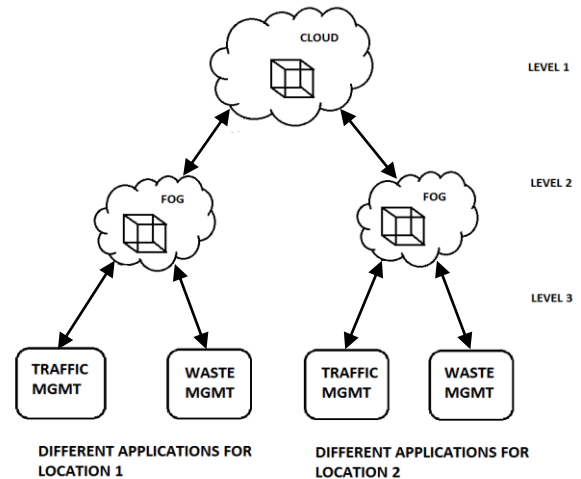 CLOUD
LEVEL 1
LEVEL 2
FOG
FOG
LEVEL 3
TRAFFIC
MGMT
WASTE
MGMT
TRAFFIC
MGMT
WASTE
MGMT
DIFFERENT APPLICATIONS FOR
LOCATION 1
DIFFERENT APPLICATIONS FOR
LOCATION 2